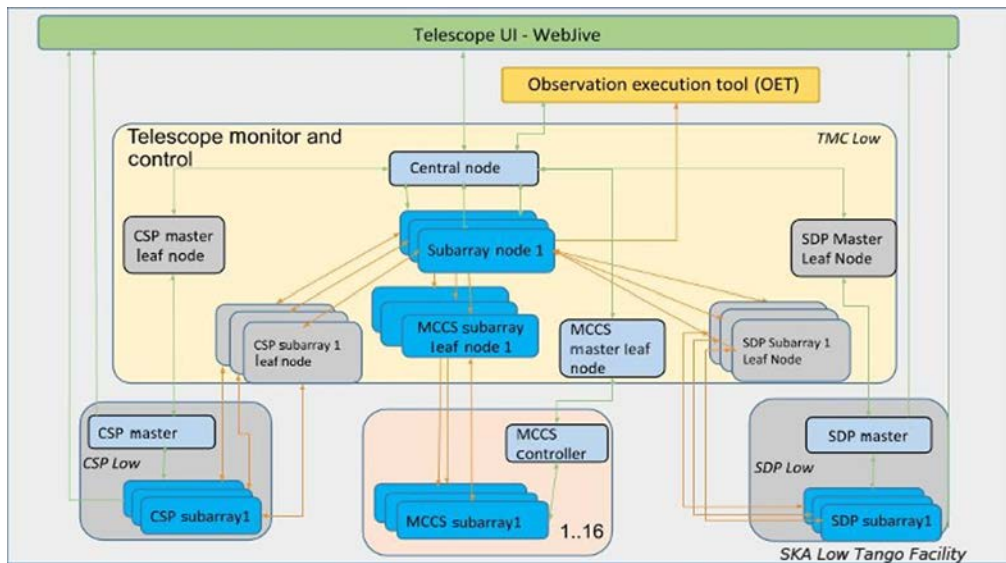 Telescope UI - WebJive
Observation execution tool (OET)
Telescope monitor and
control
TMC Low
Central node
CSP master
leaf node
Subarray node 1
SDP Master
Leaf Node
CSP subarray 1
leaf node
MCCS subarray
leaf node 1
MCCS
master leaf
node
SDP Subarray 1
Leaf Node
CSP master
CSP Low
CSP subarray1
MCCS
controller
MCCS subarray1
1..16
SDP master
SDP Low
SDP subarray1
SKA Low Tango Facility